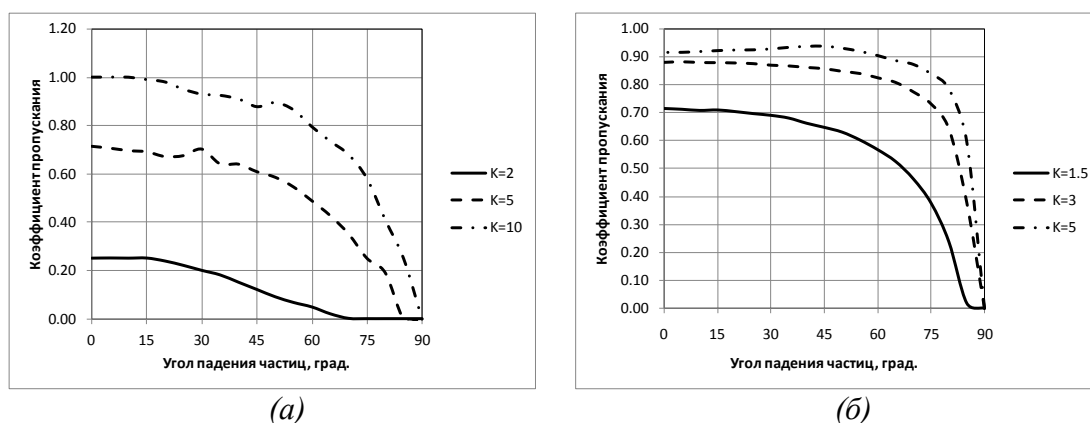 1.20
1.00
0.80
0.60
0.40
0.20
0.00
0 15 30 45 60 75 90
Коэффициент пропускания
Угол падения частиц, град.
K=2
K=5
K=10
(а)
1.00
0.90
0.80
0.70
0.60
0.50
0.40
0.30
0.20
0.10
0.00
0 15 30 45 60 75 90
Коэффициент пропускания
Угол падения частиц, град.
K=1.5
K=3
K=5
(б)